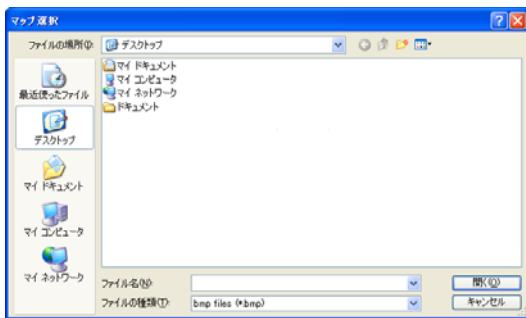 マップ選択
ファイルの場所(I):
デスクトップ
マイ ドキュメント
マイ コンピュータ
マイ ネットワーク
ドキュメント
最近使ったファイル
デスクトップ
マイ ドキュメント
マイ コンピュータ
マイ ネットワーク
ファイル名(N):
開く(O)
ファイルの種類(T):
bmp files (*.bmp)
キャンセル